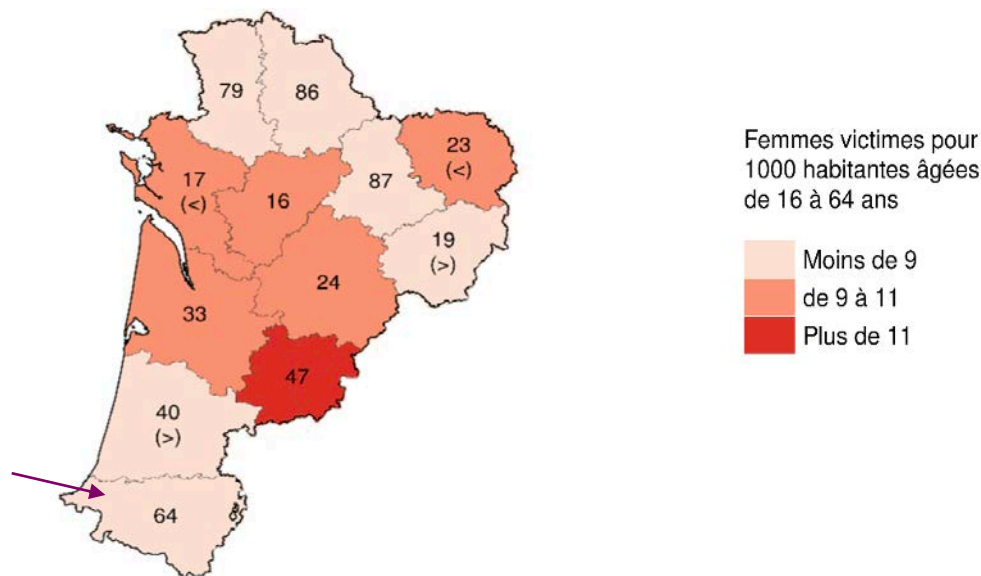 79
86
23
(<)
17
(<)
16
87
19
(>)
24
33
47
40
(>)
64
Femmes victimes pour
1000 habitantes âgées
de 16 à 64 ans
Moins de 9
de 9 à 11
Plus de 11